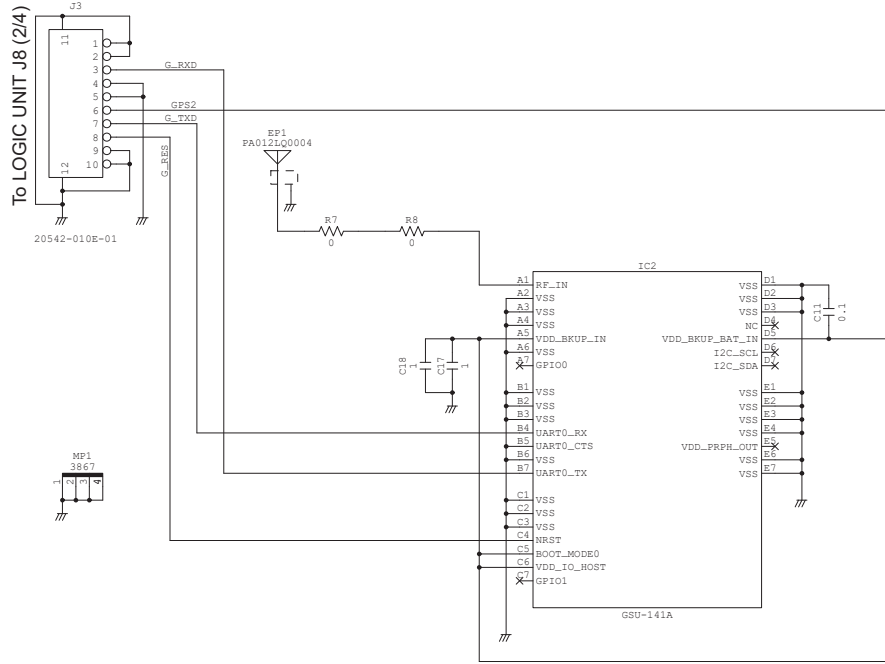 To LOGIC UNIT J8 (2/4)
J3
11
12
1
2
3
4
5
6
7
8
9
10
G_RXD
GPS2
G_TXD
G_RES
20542-010E-01
EP1
PA012LQ0004
R7
0
R8
0
IC2
A1 RF_IN
A2 VSS
A3 VSS
A4 VSS
A5 VDD_BKUP_IN
A6 VSS
A7 GPIO0
B1 VSS
B2 VSS
B3 VSS
B4 UART0_RX
B5 UART0_CTS
B6 VSS
B7 UART0_TX
C1 VSS
C2 VSS
C3 VSS
C4 NRST
C5 BOOT_MODE0
C6 VDD_IO_HOST
C7 GPIO1
VSS D1
VSS D2
VSS D3
NC D4
VDD_BKUP_BAT_IN D5
I2C_SCL D6
I2C_SDA D7
VSS E1
VSS E2
VSS E3
VSS E4
VDD_PRPH_OUT E5
VSS E6
VSS E7
GSU-141A
C18
1
C17
1
C11
0.1
MP1
3867
1
2
3
4